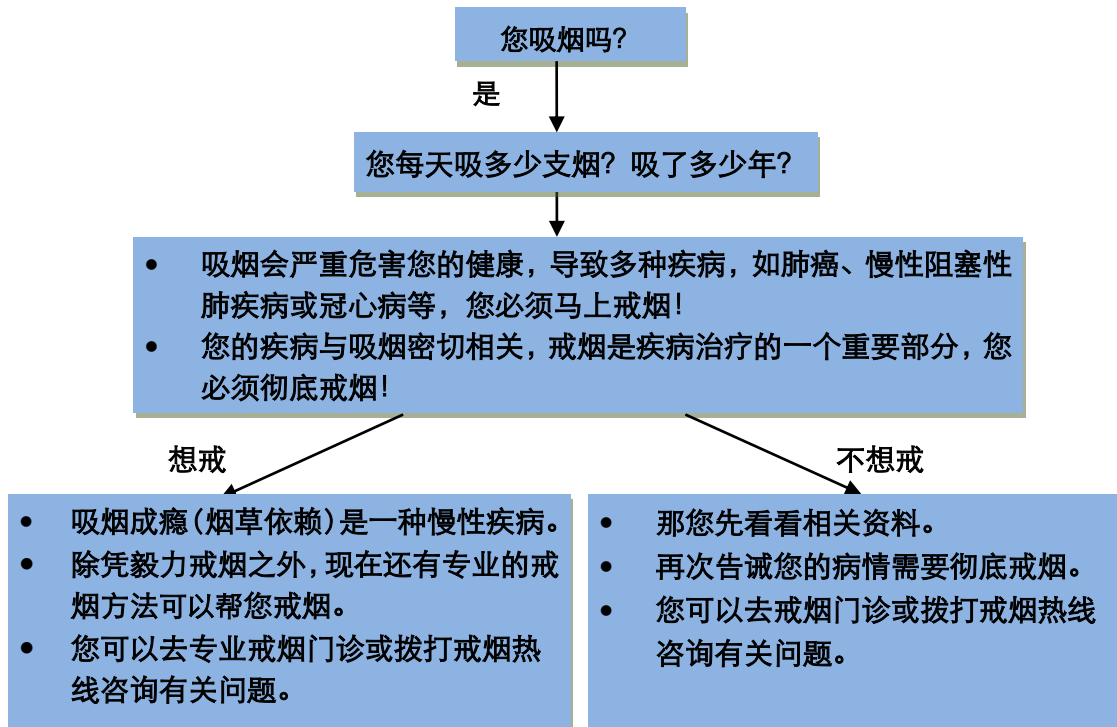 您吸烟吗？
是
您每天吸多少支烟？吸了多少年？
• 吸烟会严重危害您的健康，导致多种疾病，如肺癌、慢性阻塞性
肺疾病或冠心病等，您必须马上戒烟！
• 您的疾病与吸烟密切相关，戒烟是疾病治疗的一个重要部分，您
必须彻底戒烟！
想戒
不想戒
• 吸烟成瘾（烟草依赖）是一种慢性疾病。
• 除凭毅力戒烟之外，现在还有专业的戒
烟方法可以帮您戒烟。
• 您可以去专业戒烟门诊或拨打戒烟热
线咨询有关问题。
• 那您先看看相关资料。
• 再次告诫您的病情需要彻底戒烟。
• 您可以去戒烟门诊或拨打戒烟热线
咨询有关问题。